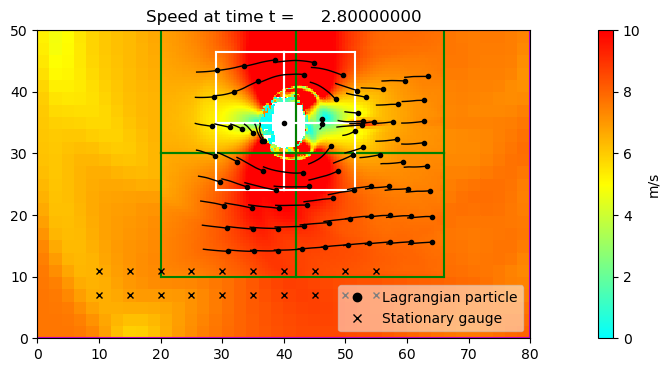 Speed at time t =     2.80000000
50
40
30
20
10
0
0 10 20 30 40 50 60 70 80
Lagrangian particle
Stationary gauge
10
8
6
4
2
0
m/s